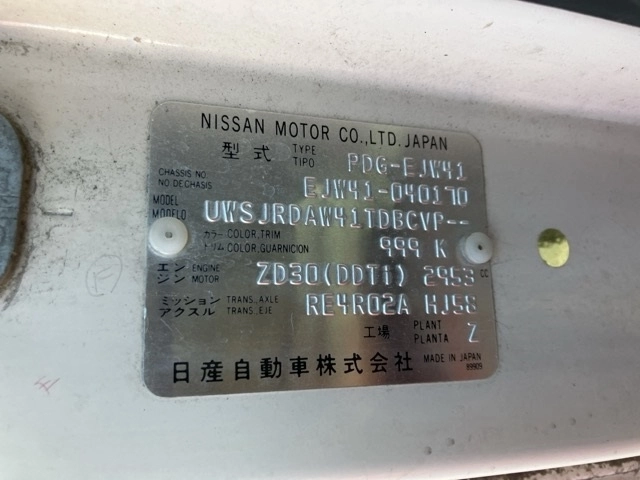 NISSAN MOTOR CO.,LTD.JAPAN
型式 TYPE TIPO PDG-EJW41
CHASSIS NO. NO DECHASIS EJW41-040170
MODEL MODELO UWSJRDAW41TDBCVP--
カラー COLOR,TRIM トリム COLOR,GUARNICION 999 K
エンジン ENGINE MOTOR ZD30(DDTi) 2953 cc
ミッション TRANS.,AXLE アクスル TRANS.,EJE RE4R02A HJ58
工場 PLANT PLANTA Z
日産自動車株式会社 MADE IN JAPAN
99909